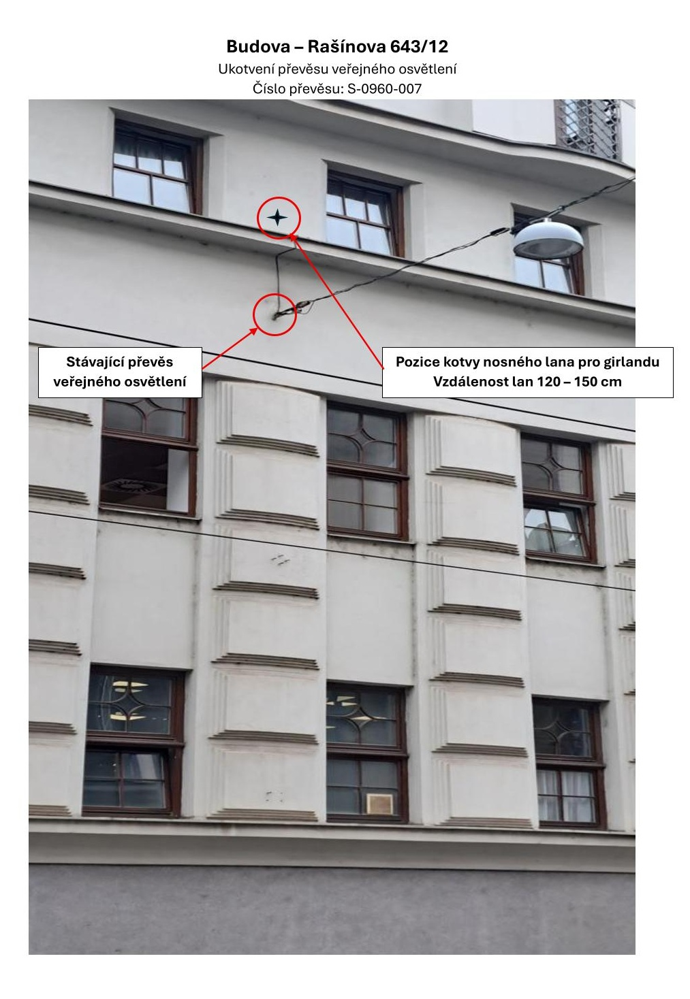 Budova – Rašínova 643/12
Ukotvení převěsu veřejného osvětlení
Číslo převěsu: S-0960-007
Stávající převěs
veřejného osvětlení
Pozice kotvy nosného lana pro girlandu
Vzdálenost lan 120 – 150 cm